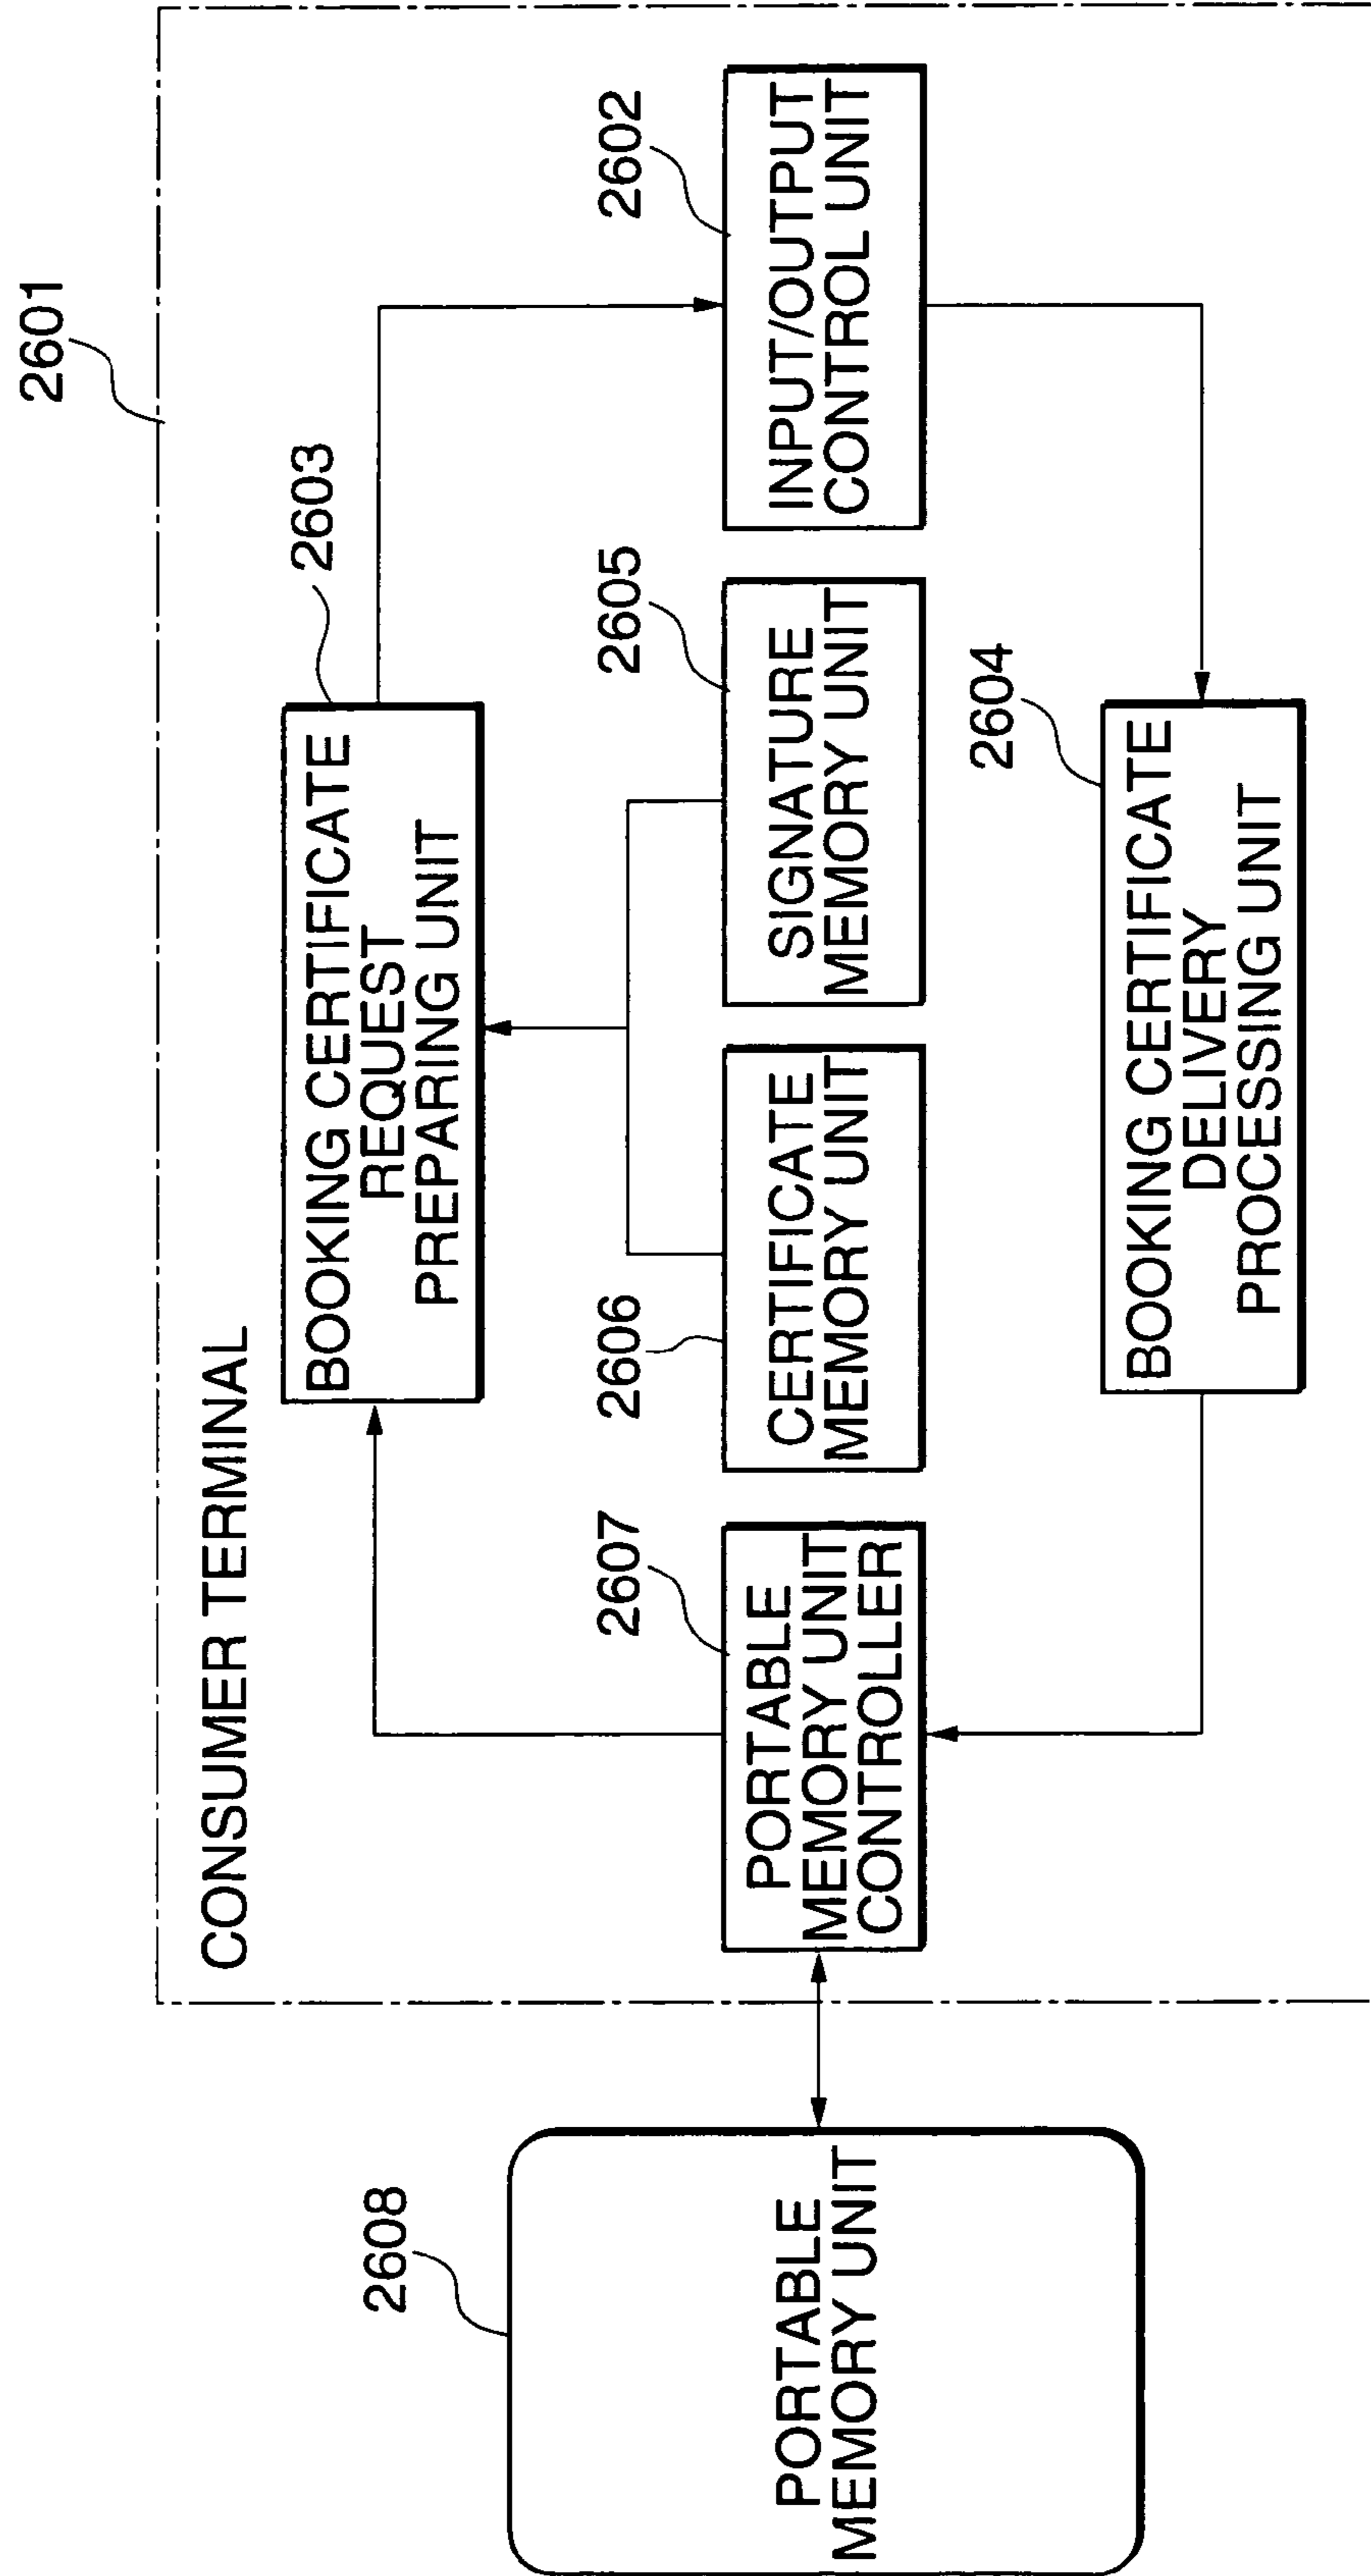 2601
CONSUMER TERMINAL
2603
BOOKING CERTIFICATE
REQUEST
PREPARING UNIT
2608
PORTABLE
MEMORY UNIT
2607
PORTABLE
MEMORY UNIT
CONTROLLER
2606
CERTIFICATE
MEMORY UNIT
2605
SIGNATURE
MEMORY UNIT
2602
INPUT/OUTPUT
CONTROL UNIT
2604
BOOKING CERTIFICATE
DELIVERY
PROCESSING UNIT